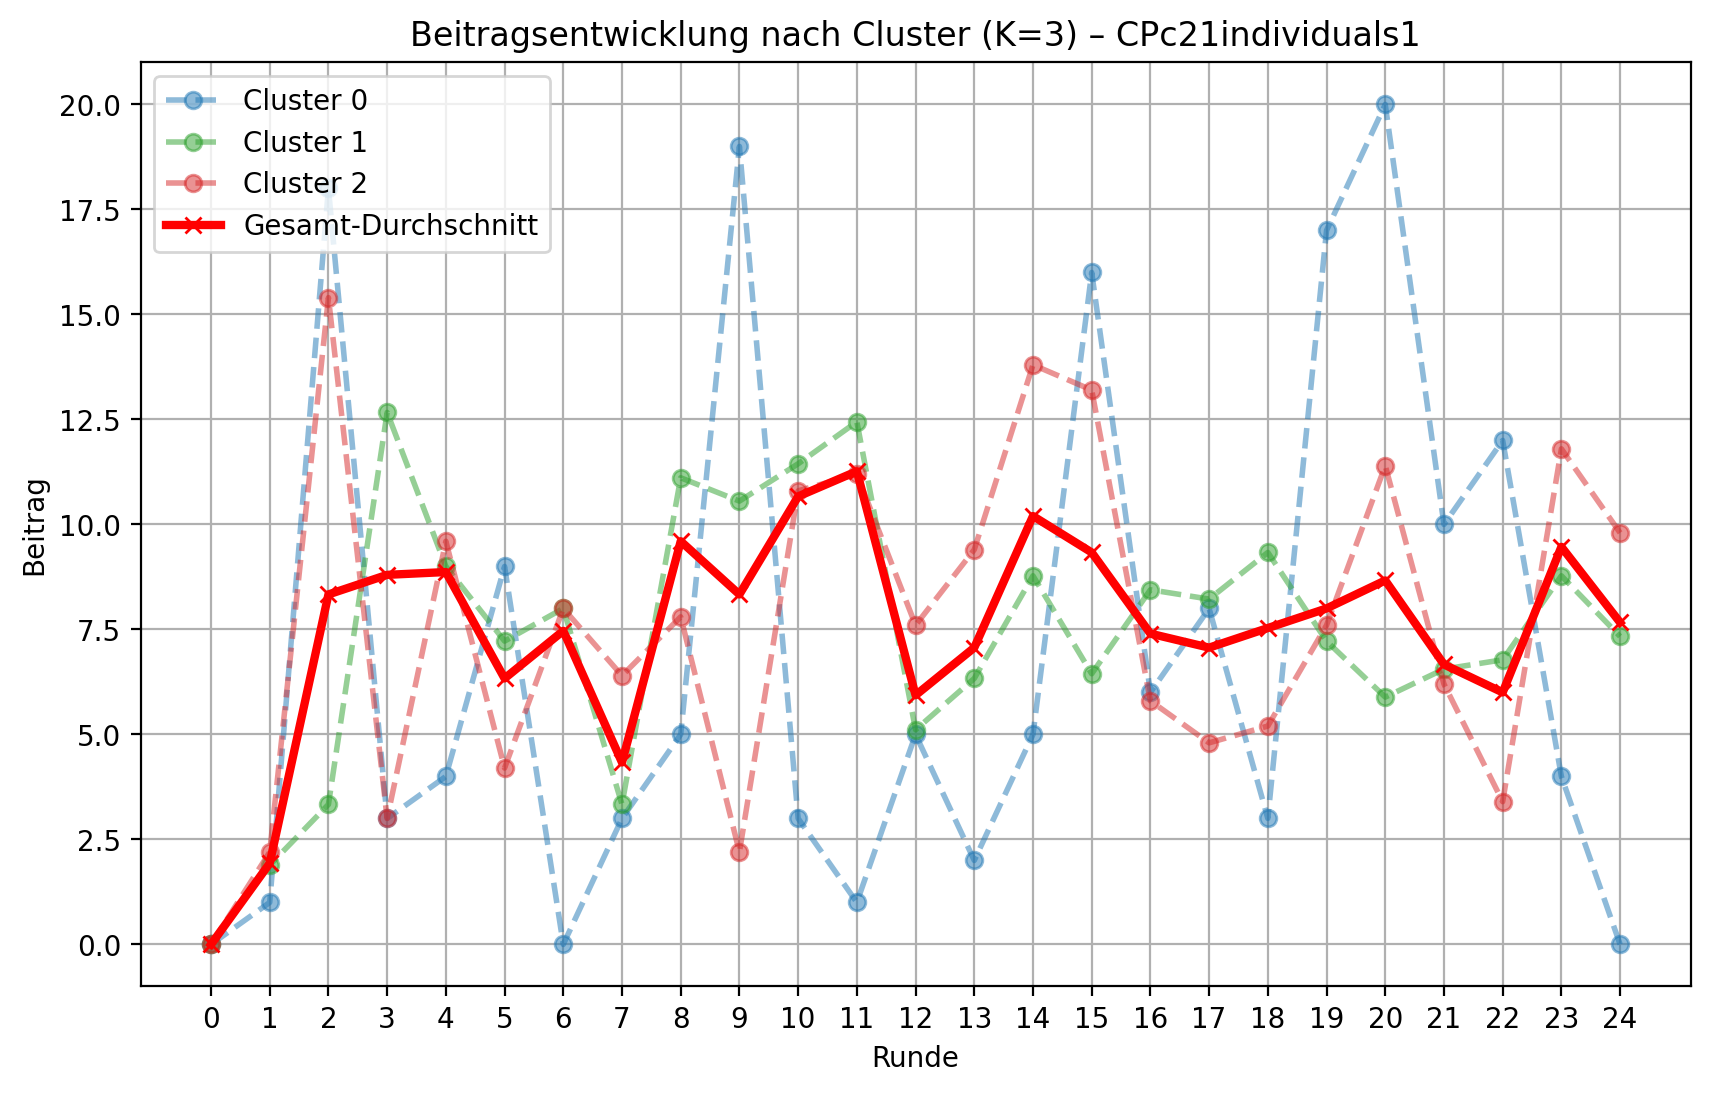 Beitragsentwicklung nach Cluster (K=3) – CPc21individuals1
Cluster 0
Cluster 1
Cluster 2
Gesamt-Durchschnitt
Beitrag
20.0
17.5
15.0
12.5
10.0
7.5
5.0
2.5
0.0
0 1 2 3 4 5 6 7 8 9 10 11 12 13 14 15 16 17 18 19 20 21 22 23 24
Runde